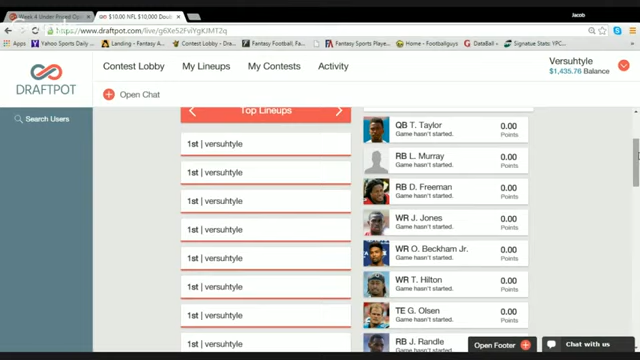 Week 4 Under Priced Op
$10.00 NFL $10,000 Doub
Jacob
https://www.draftpot.com/live/g6Xe52FviYgKJMT2q
Apps
Yahoo Sports Daily
Landing - Fantasy A
Contest Lobby - Dra
Fantasy Football, Fa
Fantasy Sports Playe
Home - Footballguys
DataBall
Signatue Stats: YPC
Contest Lobby
My Lineups
My Contests
Activity
Versuhtyle
$1,435.76 Balance
DRAFTPOT
Open Chat
Search Users
Top Lineups
1st | versuhtyle
1st | versuhtyle
1st | versuhtyle
1st | versuhtyle
1st | versuhtyle
1st | versuhtyle
1st | versuhtyle
1st | versuhtyle
QB T. Taylor 0.00
Game hasn't started. Points
RB L. Murray 0.00
Game hasn't started. Points
RB D. Freeman 0.00
Game hasn't started. Points
WR J. Jones 0.00
Game hasn't started. Points
WR O. Beckham Jr. 0.00
Game hasn't started. Points
WR T. Hilton 0.00
Game hasn't started. Points
TE G. Olsen 0.00
Game hasn't started. Points
RB J. Randle
Open Footer
Chat with us